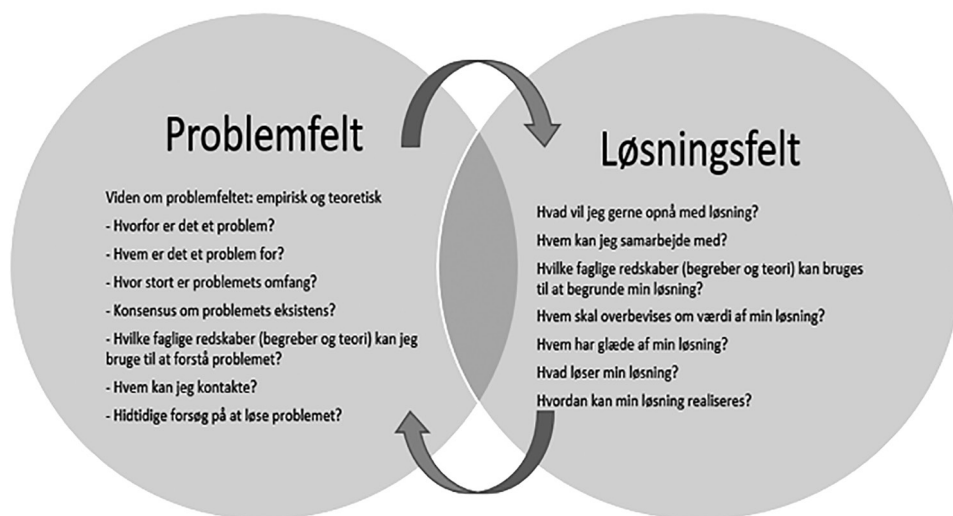 Problemfelt
Viden om problemfeltet: empirisk og teoretisk
- Hvorfor er det et problem?
- Hvem er det et problem for?
- Hvor stort er problemets omfang?
- Konsensus om problemets eksistens?
- Hvilke faglige redskaber (begreber og teori) kan jeg
bruge til at forstå problemet?
- Hvem kan jeg kontakte?
- Hidtidige forsøg på at løse problemet?
Løsningsfelt
Hvad vil jeg gerne opnå med løsning?
Hvem kan jeg samarbejde med?
Hvilke faglige redskaber (begreber og teori) kan bruges
til at begrunde min løsning?
Hvem skal overbevises om værdi af min løsning?
Hvem har glæde af min løsning?
Hvad løser min løsning?
Hvordan kan min løsning realiseres?